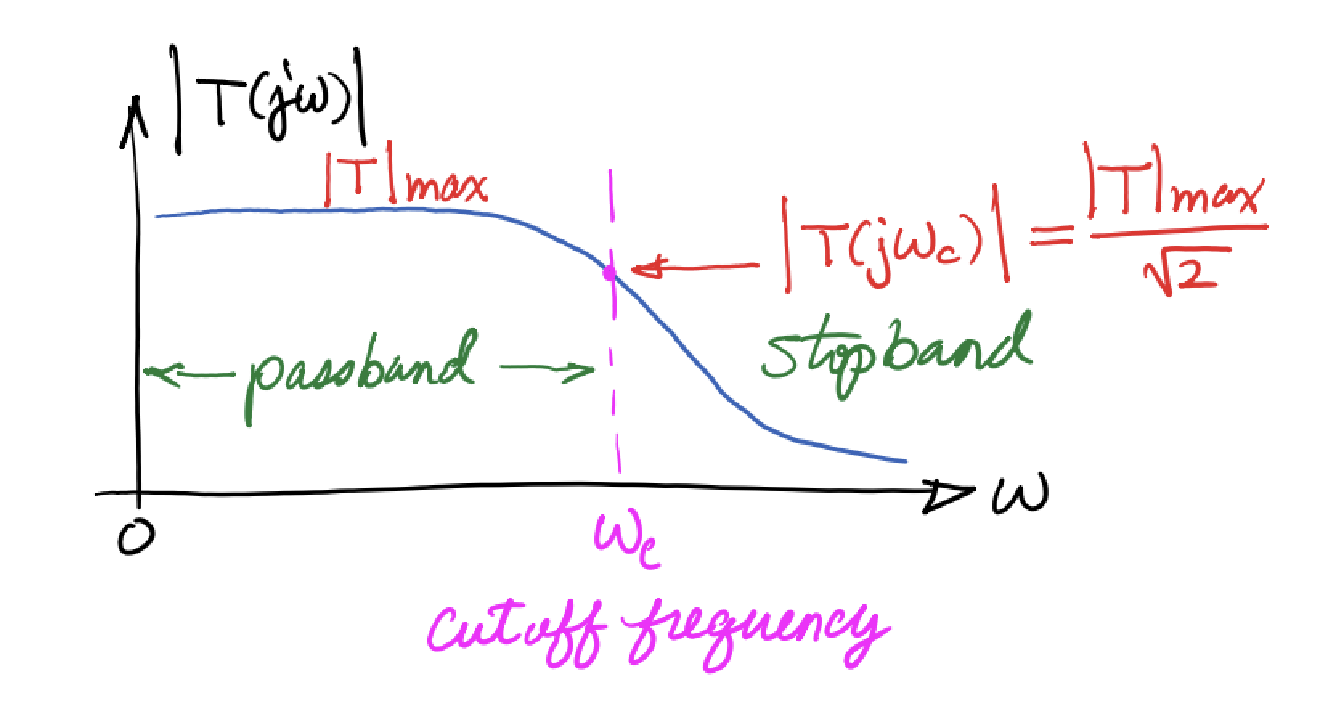 |T(jω)|
|T|max
|T(jωc)| = |T|max / √2
passband
stopband
0
ω
ωc
cutoff frequency